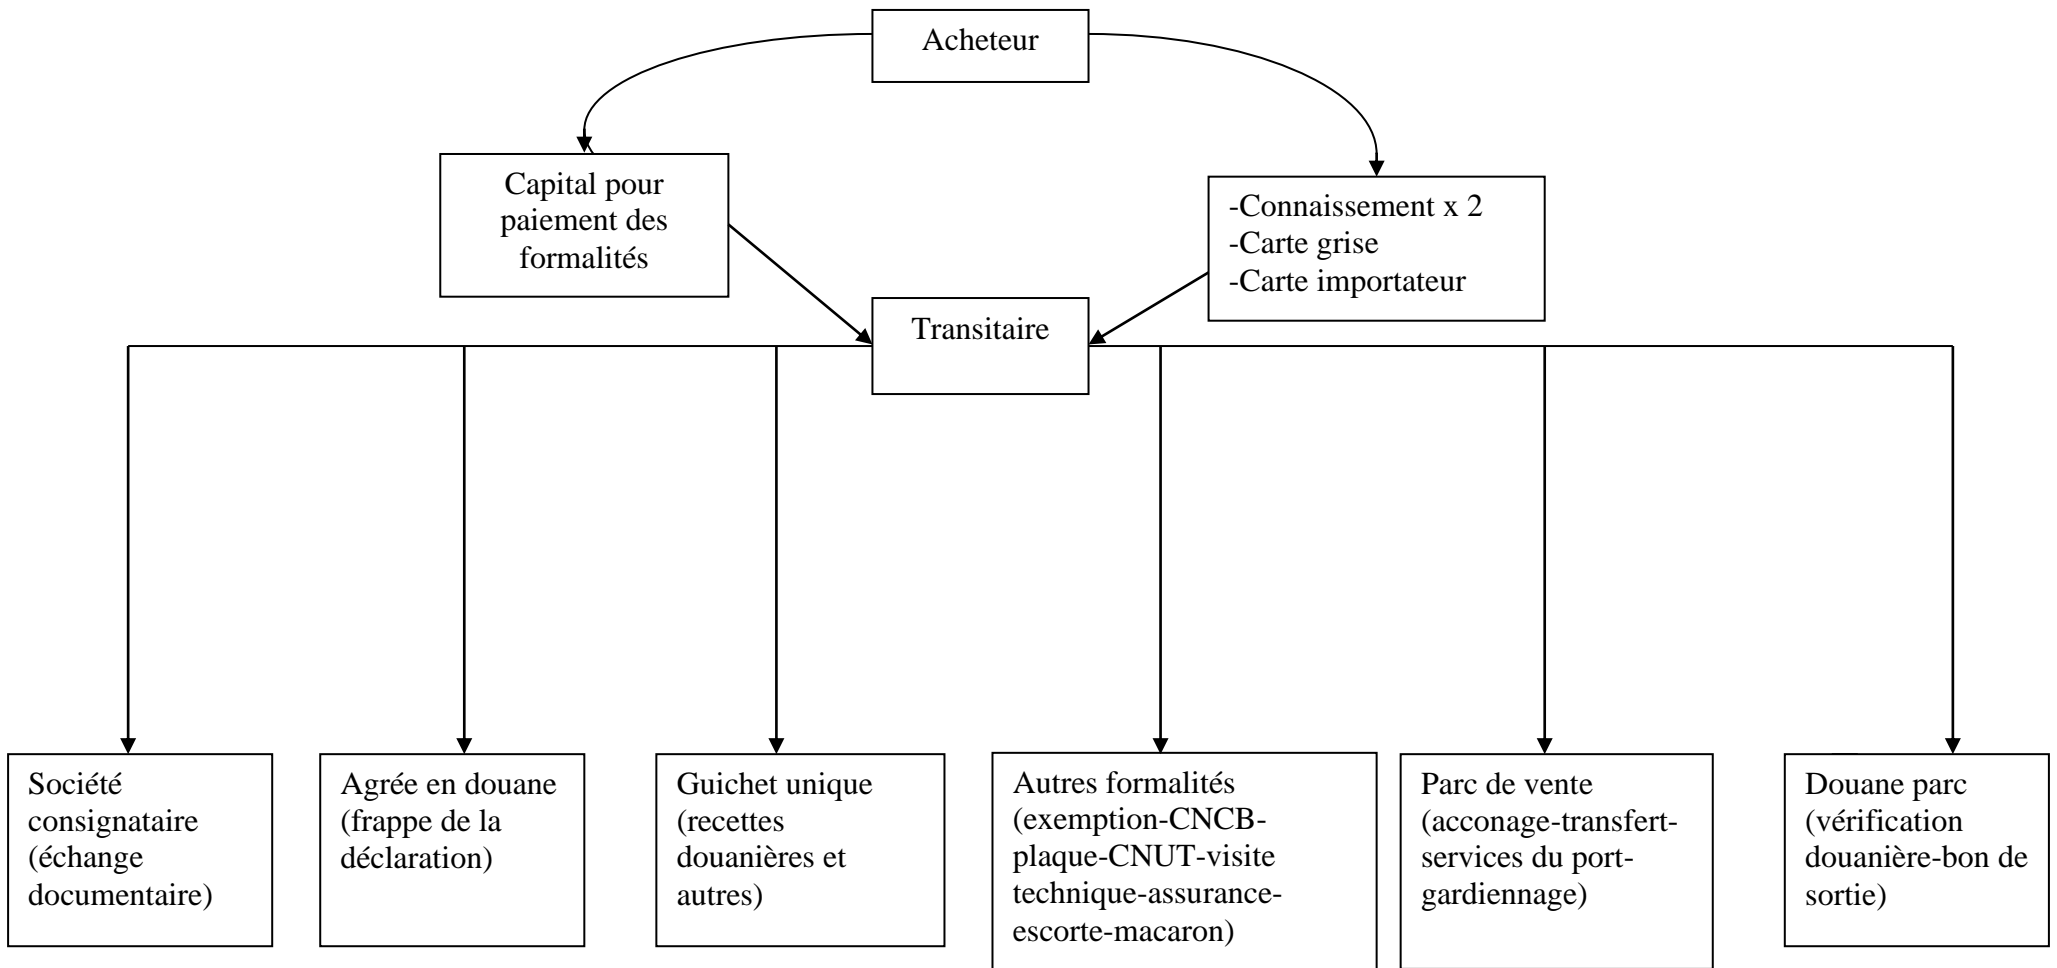 Acheteur
Capital pour
paiement des
formalités
-Connaissement x 2
-Carte grise
-Carte importateur
Transitaire
Société
consignataire
(échange
documentaire)
Agrée en douane
(frappe de la
déclaration)
Guichet unique
(recettes
douanières et
autres)
Autres formalités
(exemption-CNCB-
plaque-CNUT-visite
technique-assurance-
escorte-macaron)
Parc de vente
(acconage-transfert-
services du port-
gardiennage)
Douane parc
(vérification
douanière-bon de
sortie)